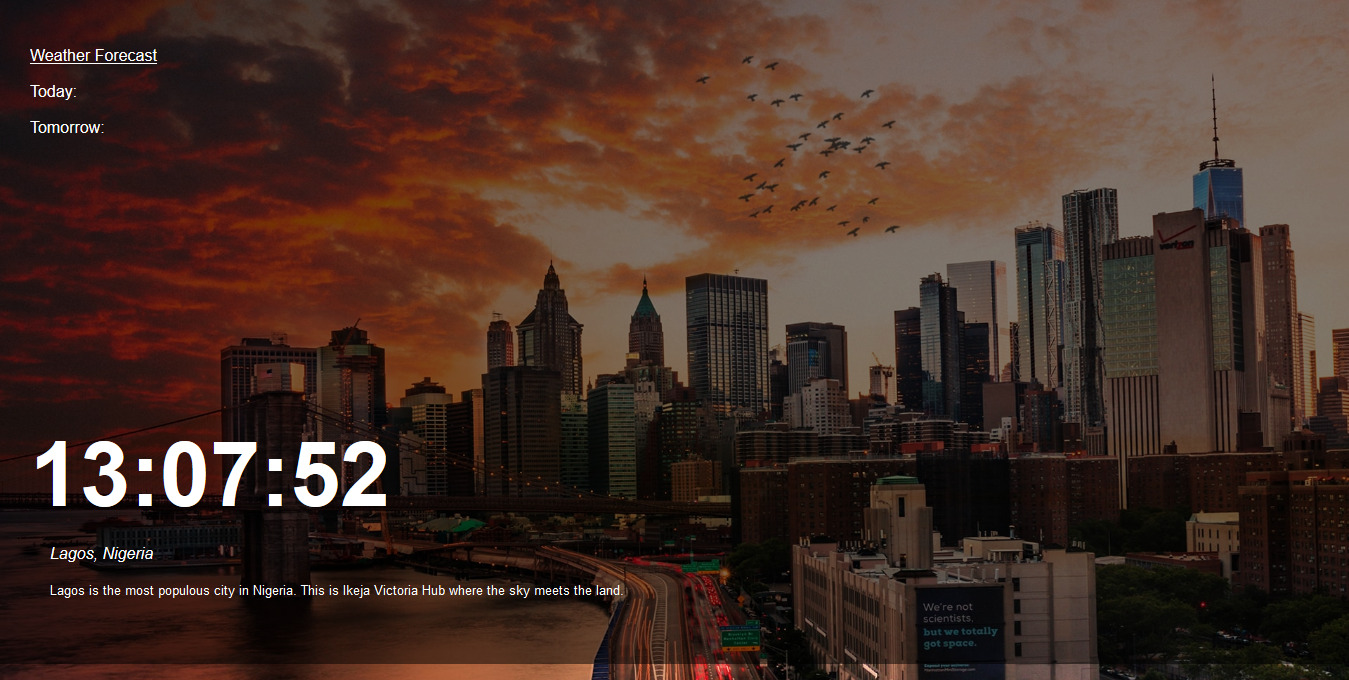 Weather Forecast
Today:
Tomorrow:
verizon
13:07:52
Lagos, Nigeria
Lagos is the most populous city in Nigeria. This is Ikeja Victoria Hub where the sky meets the land.
We're not
scientists.
but we totally
got space.